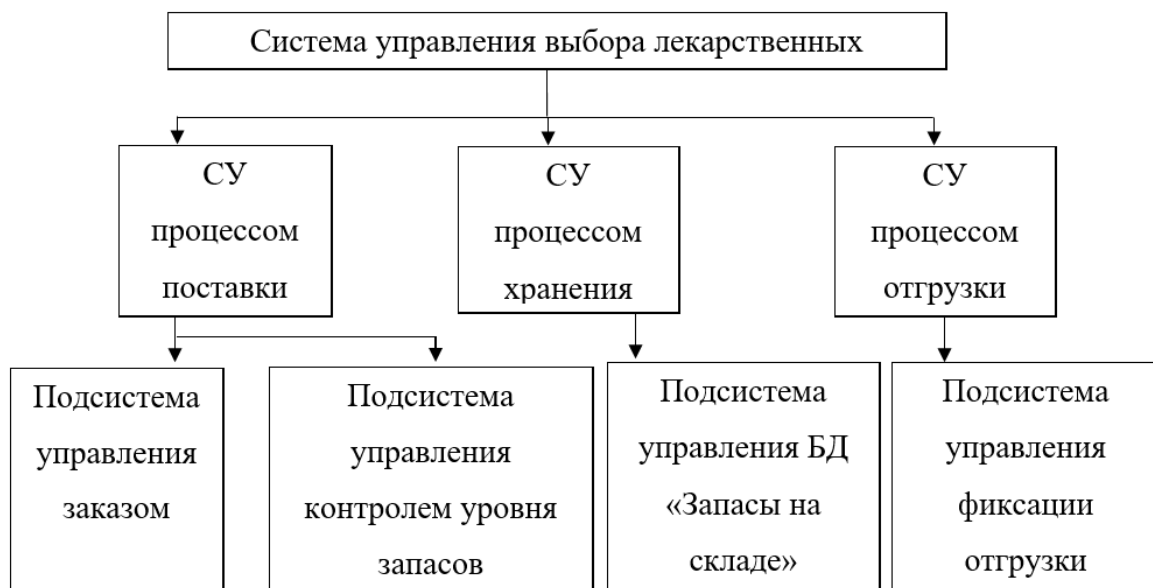 Система управления выбора лекарственных
СУ
процессом
поставки
СУ
процессом
хранения
СУ
процессом
отгрузки
Подсистема
управления
заказом
Подсистема
управления
контролем уровня
запасов
Подсистема
управления БД
«Запасы на
складе»
Подсистема
управления
фиксации
отгрузки